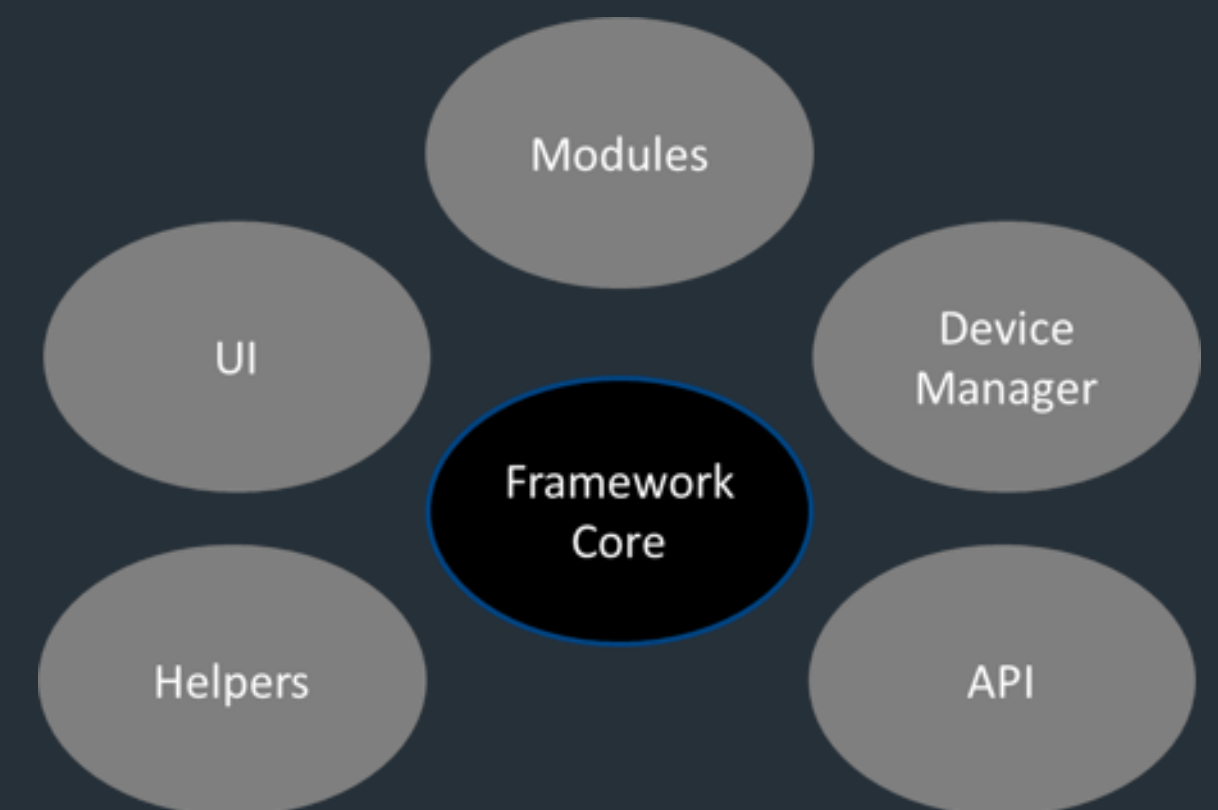 Modules
UI
Device
Manager
Framework
Core
Helpers
API